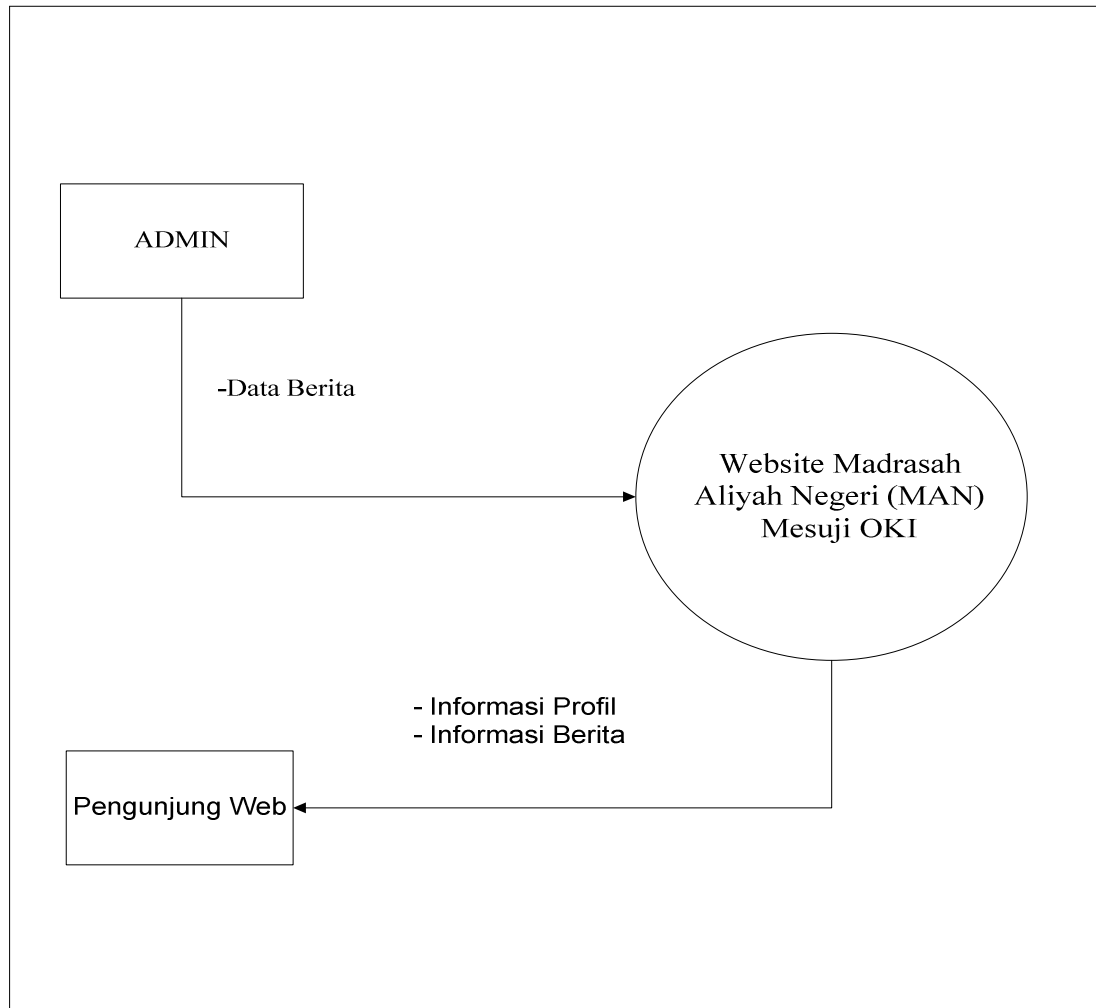 ADMIN
-Data Berita
Website Madrasah
Aliyah Negeri (MAN)
Mesuji OKI
- Informasi Profil
- Informasi Berita
Pengunjung Web